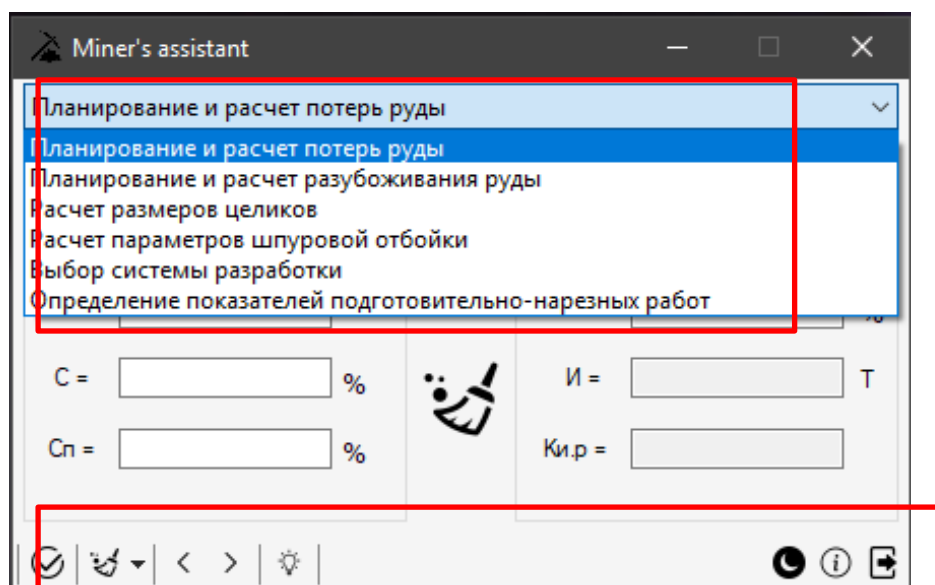 Miner's assistant
Планирование и расчет потерь руды
Планирование и расчет потерь руды
Планирование и расчет разубоживания руды
Расчет размеров целиков
Расчет параметров шпуровой отбойки
Выбор системы разработки
Определение показателей подготовительно-нарезных работ
С = % И = Т
Сп = % Ки.р =